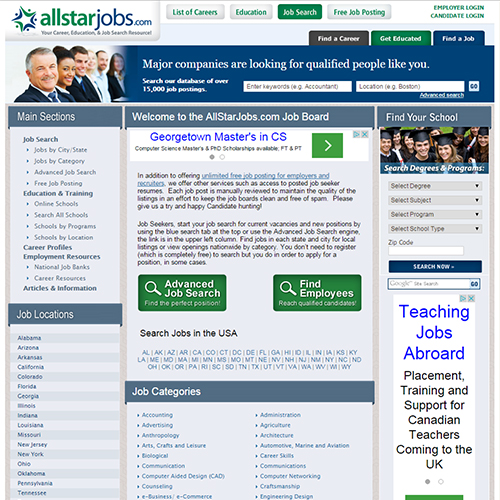 allstarjobs.com
Your Career, Education, & Job Search Resource!
List of Careers
Education
Job Search
Free Job Posting
EMPLOYER LOGIN
CANDIDATE LOGIN
Find a Career
Get Educated
Find a Job
Major companies are looking for qualified people like you.
Search our database of over
15,000 job postings.
Enter keywords (e.g. Accountant)
Location (e.g. Boston)
GO
Advanced search
Main Sections
Job Search
Jobs by City/State
Jobs by Category
Advanced Job Search
Free Job Posting
Education & Training
Online Schools
Search All Schools
Schools by Programs
Schools by Location
Career Profiles
Employment Resources
National Job Banks
Career Resources
Articles & Information
Job Locations
Alabama
Arizona
Arkansas
California
Colorado
Florida
Georgia
Illinois
Indiana
Louisiana
Missouri
New Jersey
New York
Ohio
Oklahoma
Pennsylvania
Tennessee
Welcome to the AllStarJobs.com Job Board
Georgetown Master's in CS
Computer Science Master's & PhD Scholarships available; FT & PT
In addition to offering unlimited free job posting for employers and
recruiters, we offer other services such as access to posted job seeker
resumes. Each job post is manually reviewed to maintain the quality of the
listings in an effort to keep the job boards clean and free of spam. Please
give us a try and happy Candidate hunting!
Job Seekers, start your job search for current vacancies and new positions by
using the blue search tab at the top or use the Advanced Job Search engine,
the link is in the upper left column. Find jobs in each state and city for local
listings or view openings nationwide by category. You don't need to register
(which is completely free) to search but you do in order to apply for a
position, in some cases.
Advanced
Job Search
Find the perfect position!
Find
Employees
Reach qualified candidates!
Search Jobs in the USA
AL | AK | AZ | AR | CA | CO | CT | DC | DE | FL | GA | HI | ID | IL | IN | IA | KS | KY
LA | ME | MD | MA | MI | MN | MS | MO | MT | NE | NV | NH | NJ | NM | NY | NC | ND
OH | OK | OR | PA | RI | SC | SD | TN | TX | UT | VT | VA | WA | WV | WI | WY
Job Categories
Accounting
Advertising
Anthropology
Arts, Crafts and Leisure
Biological
Communication
Computer Aided Design (CAD)
Counseling
e-Business/ e-Commerce
Administration
Agriculture
Architecture
Automotive, Marine and Aviation
Career Skills
Communications
Computer Networking
Craftsmanship
Engineering Design
Find Your School
Search Degrees & Programs:
Select Degree
Select Subject
Select Program
Select School Type
Zip Code
SEARCH NOW »
Google
Site Search
GO
Teaching
Jobs
Abroad
Placement,
Training and
Support for
Canadian
Teachers
Coming to the
UK